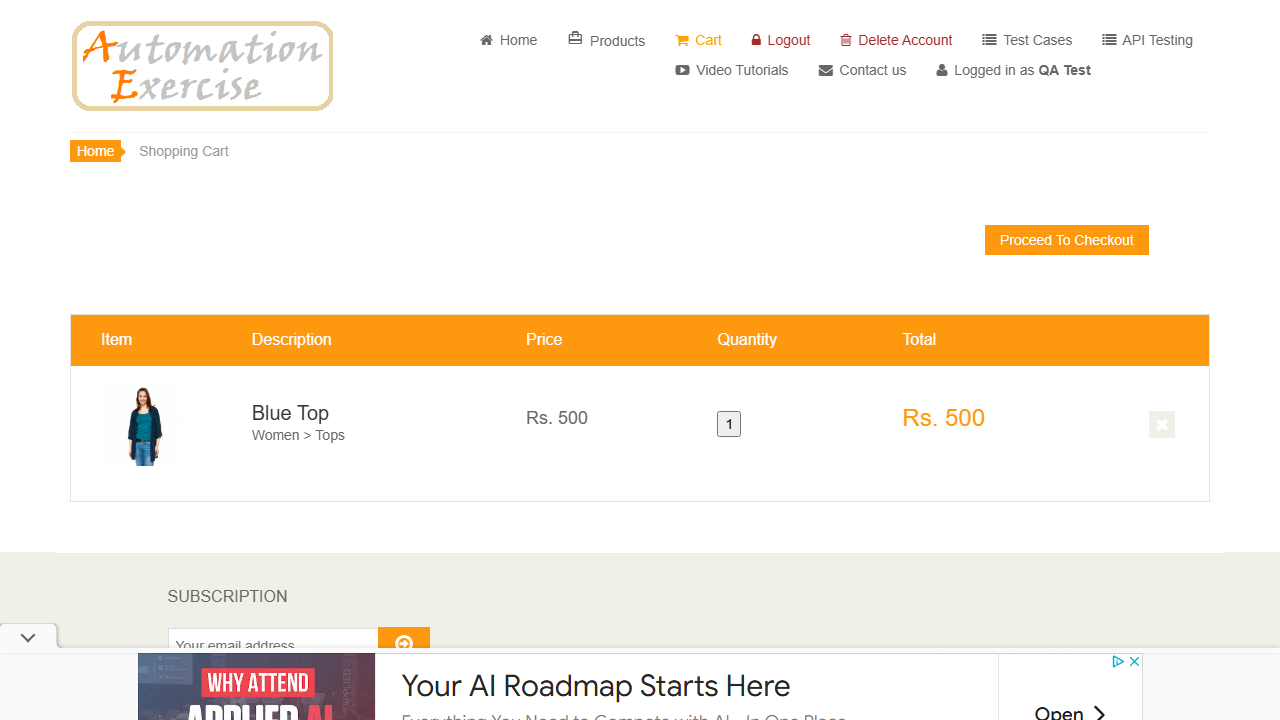 Automation
Exercise
Home Products Cart Logout Delete Account Test Cases API Testing
Video Tutorials Contact us Logged in as QA Test
Home Shopping Cart
Proceed To Checkout
Item Description Price Quantity Total
Blue Top
Women > Tops
Rs. 500
1
Rs. 500
SUBSCRIPTION
Your email address
WHY ATTEND
APPLIED AI
Your AI Roadmap Starts Here
Everything You Need to Compete with AI—In One Place
Open